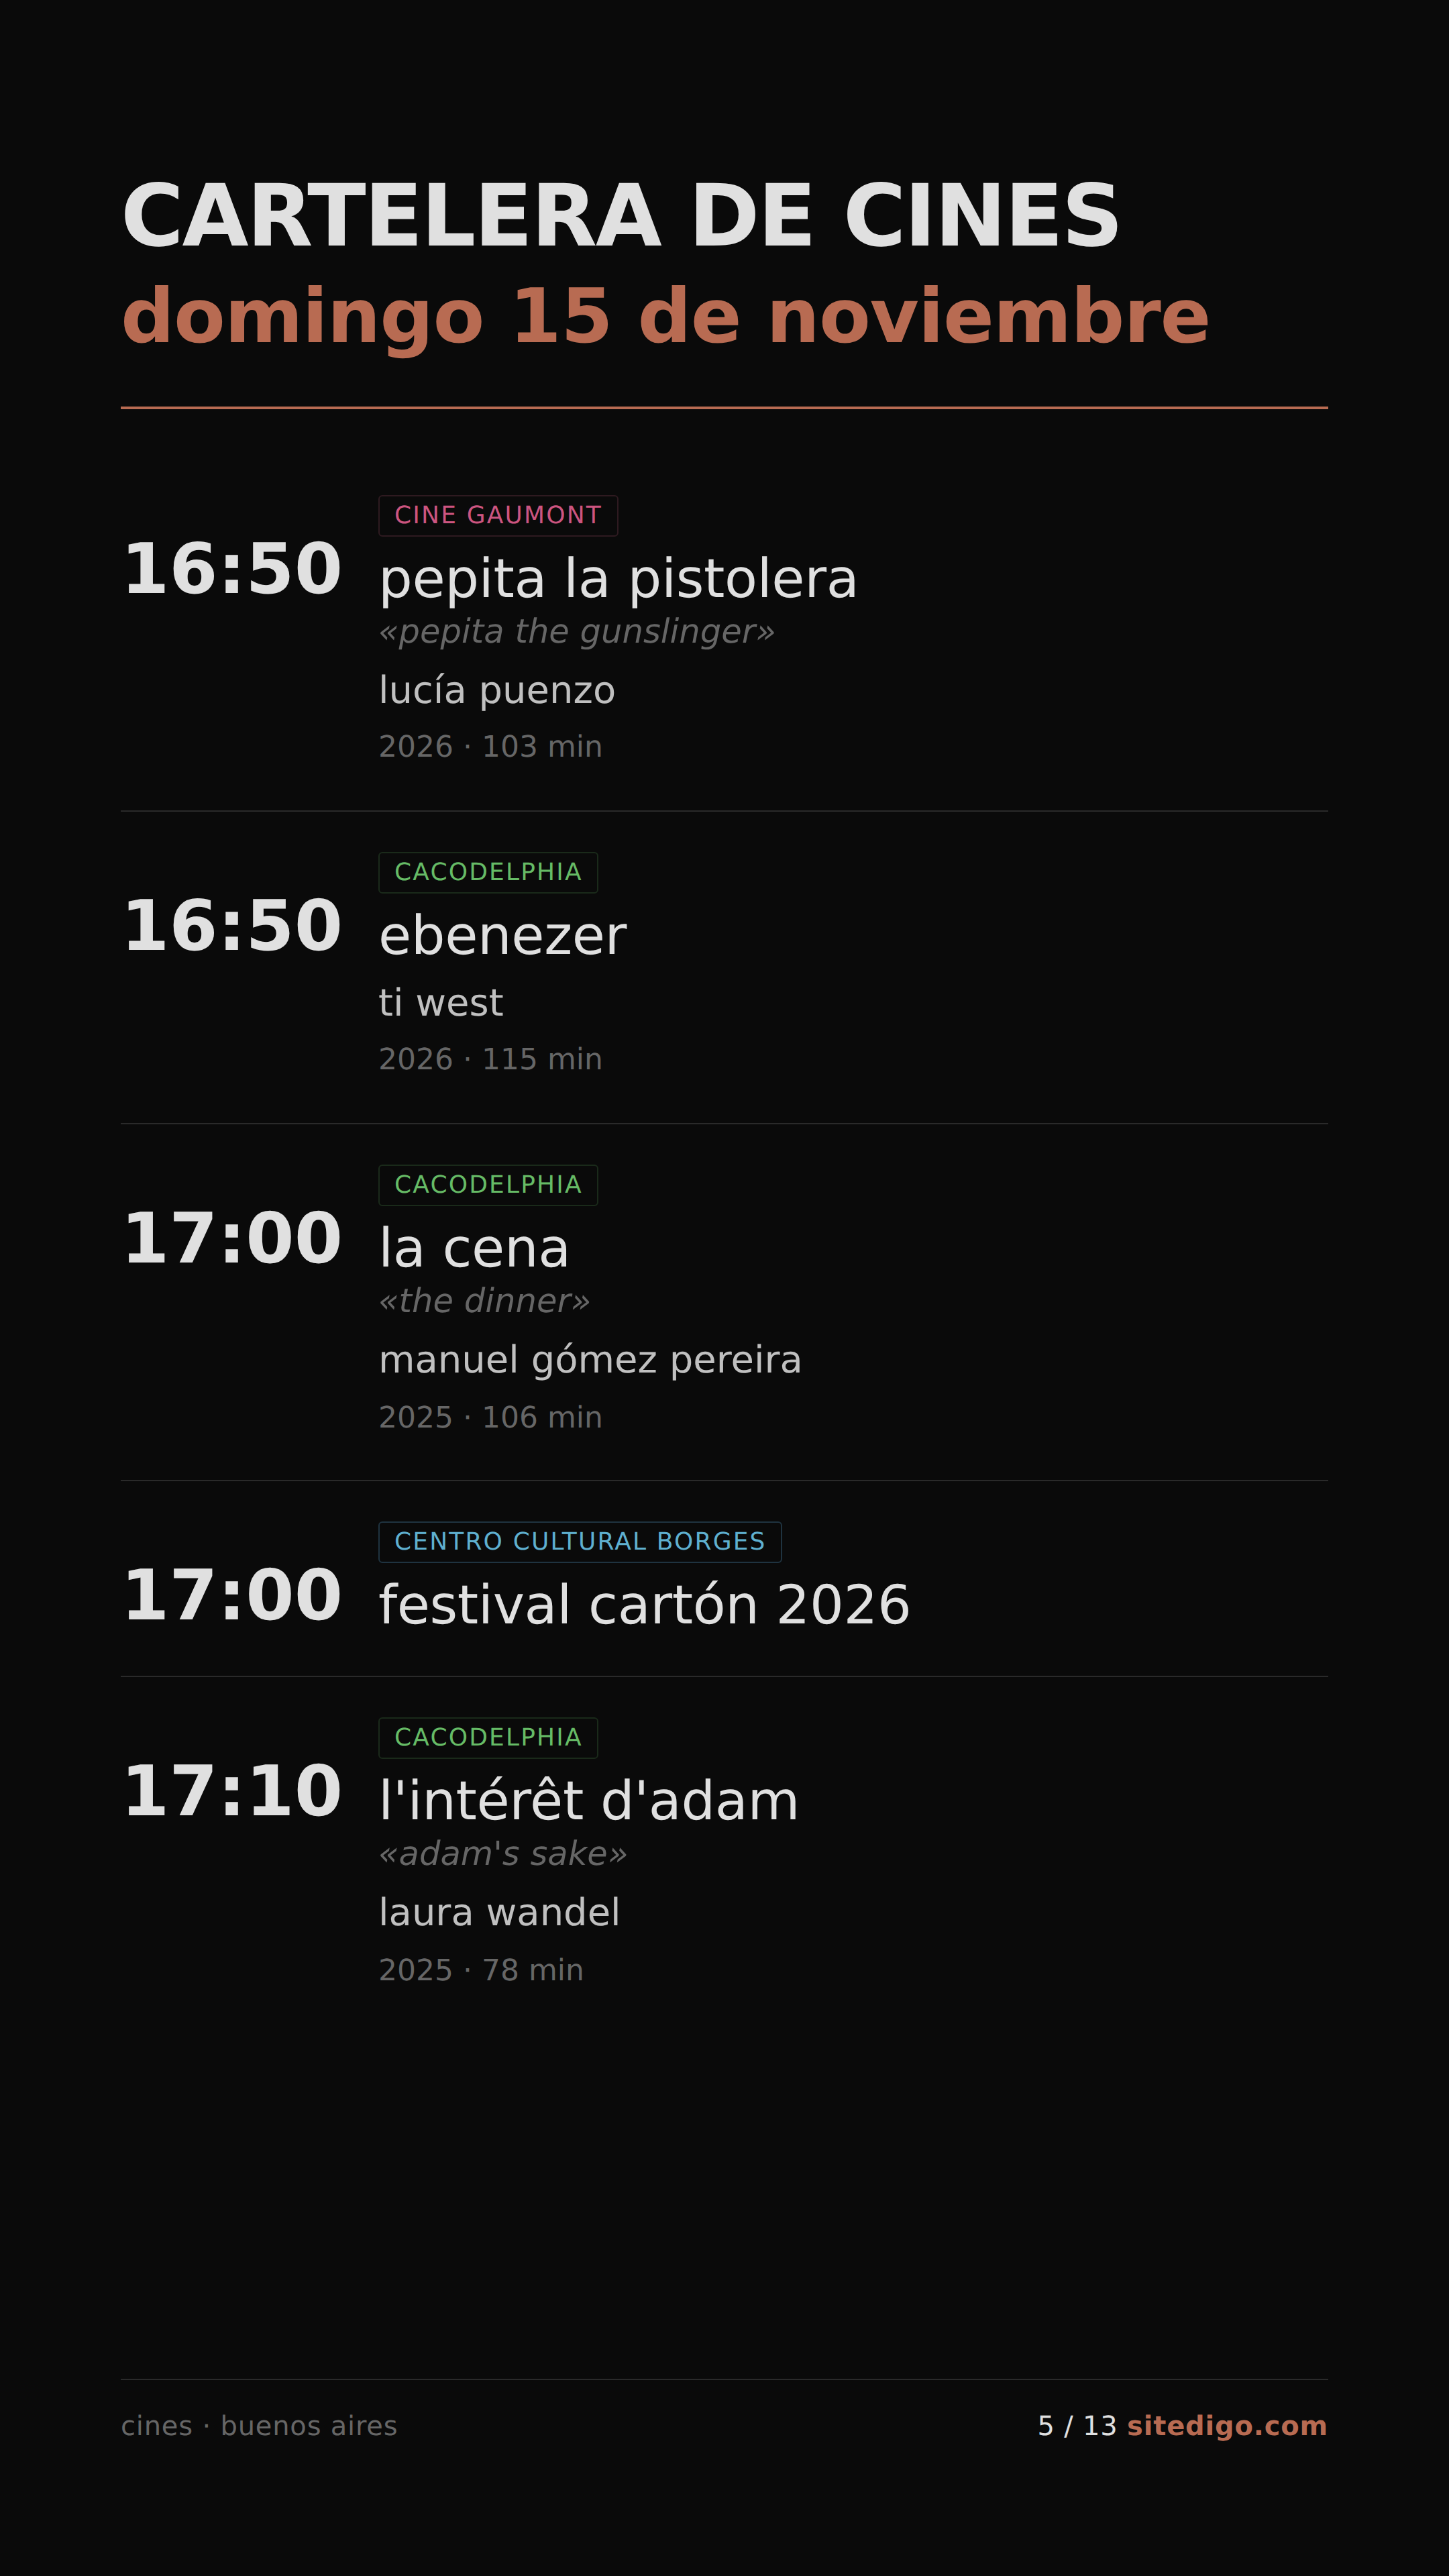 CARTELERA DE CINES
domingo 15 de noviembre
CINE GAUMONT
16:50
pepita la pistolera
«pepita the gunslinger»
lucía puenzo
2026 · 103 min
CACODELPHIA
16:50
ebenezer
ti west
2026 · 115 min
CACODELPHIA
17:00
la cena
«the dinner»
manuel gómez pereira
2025 · 106 min
CENTRO CULTURAL BORGES
17:00
festival cartón 2026
CACODELPHIA
17:10
l'intérêt d'adam
«adam's sake»
laura wandel
2025 · 78 min
cines · buenos aires
5 / 13 sitedigo.com